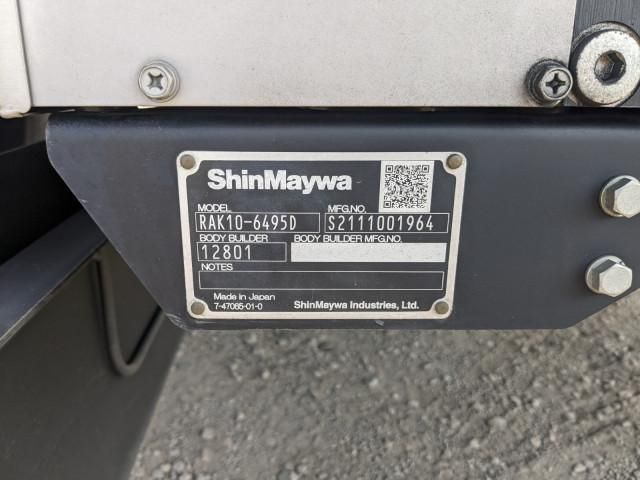 ShinMaywa
MODEL MFG.NO.
RAK10-6495D S2111001964
BODY BUILDER BODY BUILDER MFG.NO.
12801
NOTES
Made in Japan
7-47065-01-0 ShinMaywa Industries, Ltd.